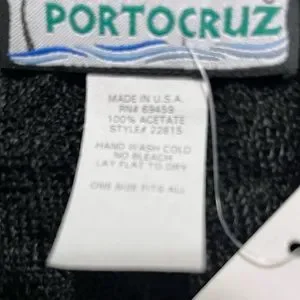 PORTOCRUZ
MADE IN U.S.A.
RN# 69459
100% ACETATE
STYLE# 22815
HAND WASH COLD
NO BLEACH
LAY FLAT TO DRY
ONE SIZE FITS ALL